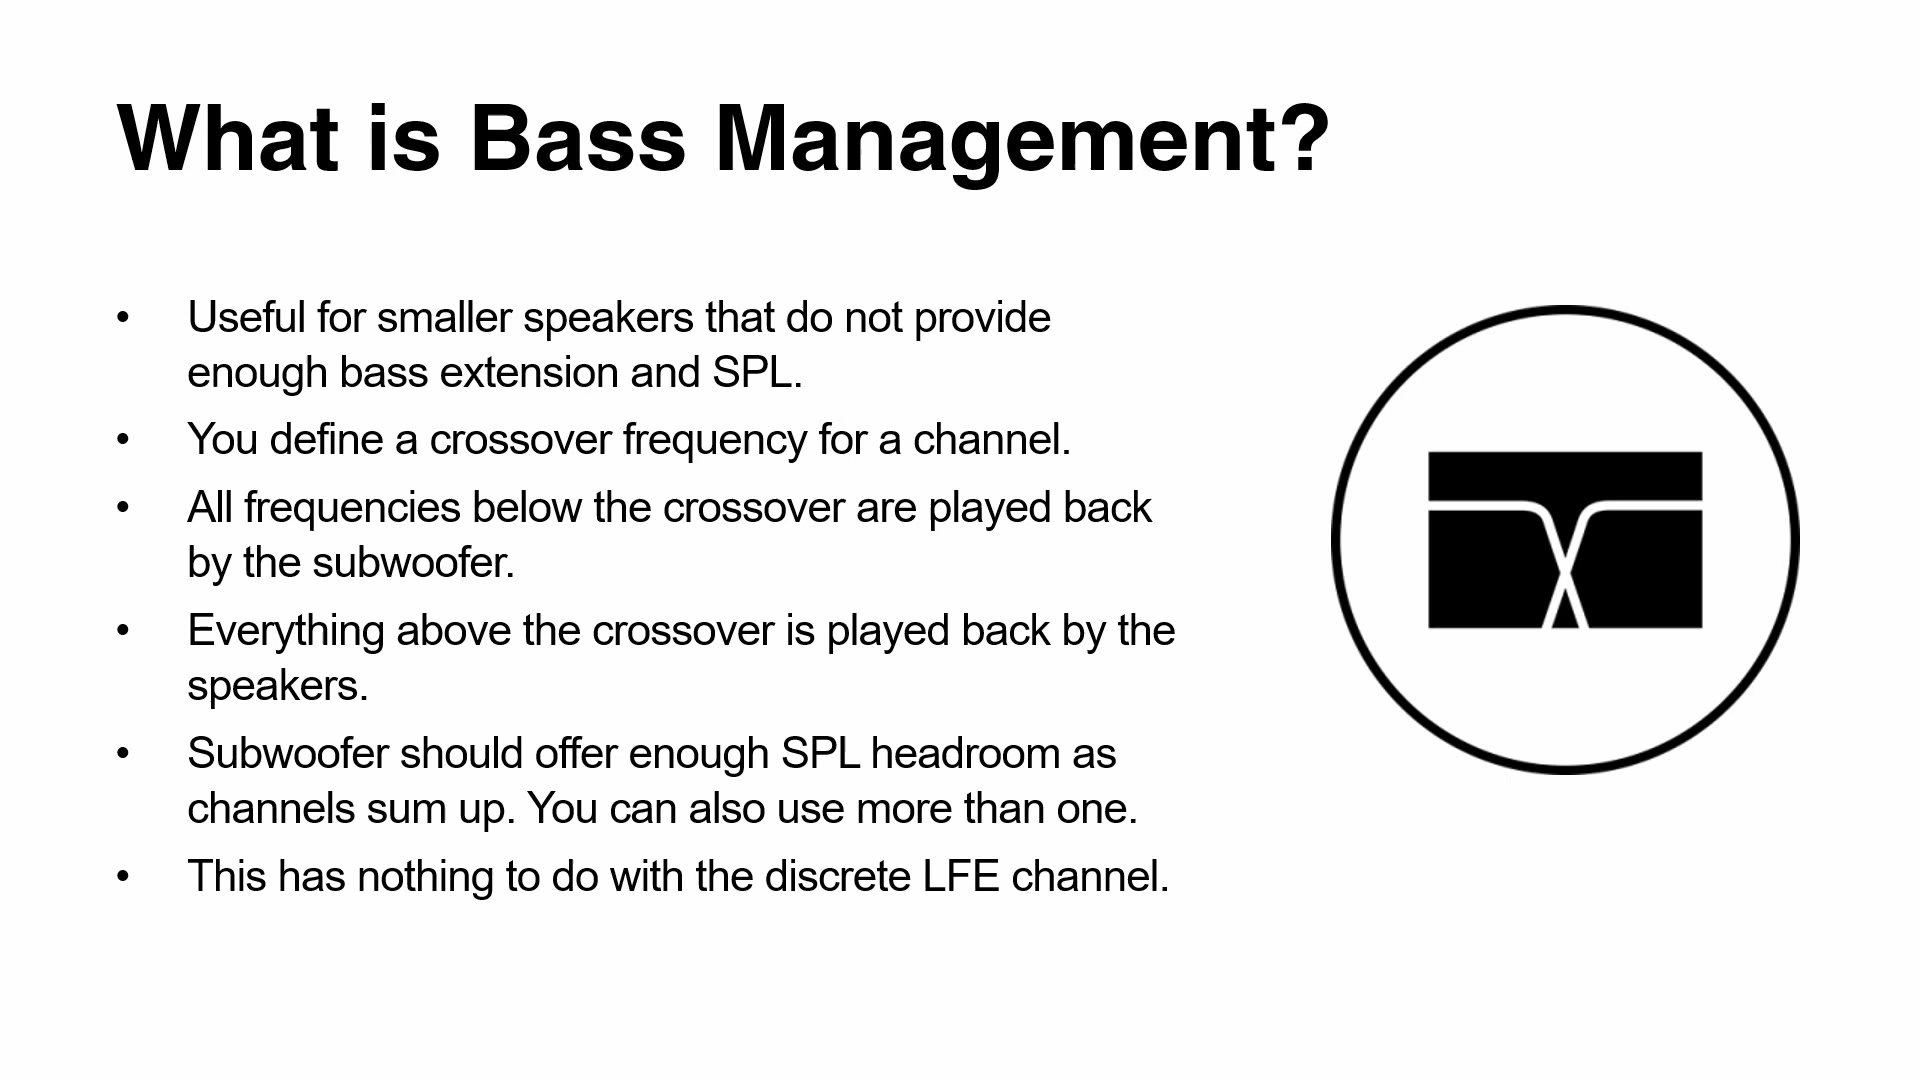 What is Bass Management?
• Useful for smaller speakers that do not provide
enough bass extension and SPL.
• You define a crossover frequency for a channel.
• All frequencies below the crossover are played back
by the subwoofer.
• Everything above the crossover is played back by the
speakers.
• Subwoofer should offer enough SPL headroom as
channels sum up. You can also use more than one.
• This has nothing to do with the discrete LFE channel.